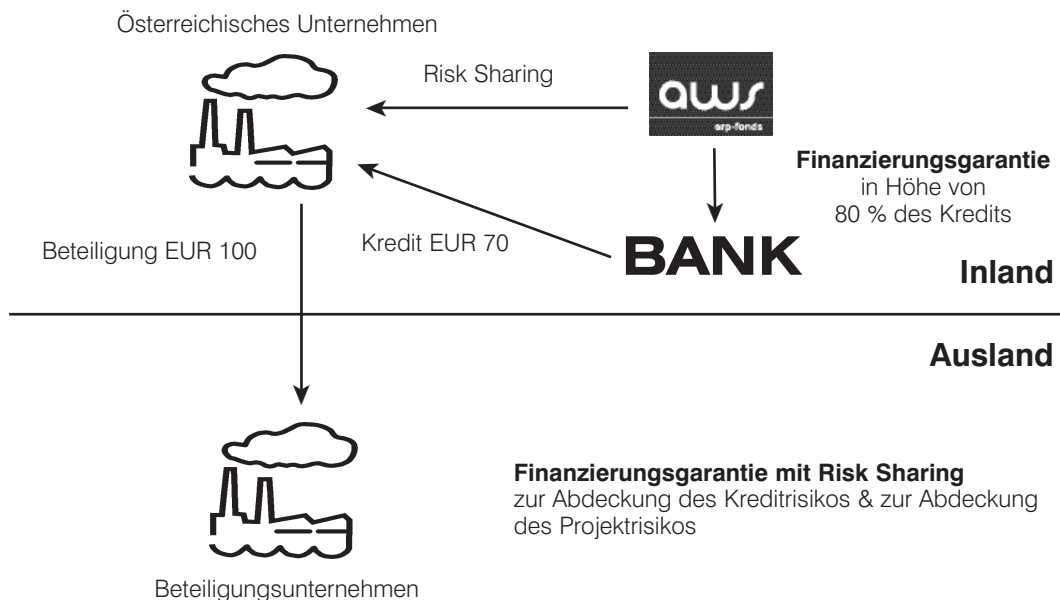 Österreichisches Unternehmen
Risk Sharing
aws
erp-fonds
Finanzierungsgarantie
in Höhe von
80 % des Kredits
Beteiligung EUR 100
Kredit EUR 70
BANK
Inland
Ausland
Finanzierungsgarantie mit Risk Sharing
zur Abdeckung des Kreditrisikos & zur Abdeckung
des Projektrisikos
Beteiligungsunternehmen